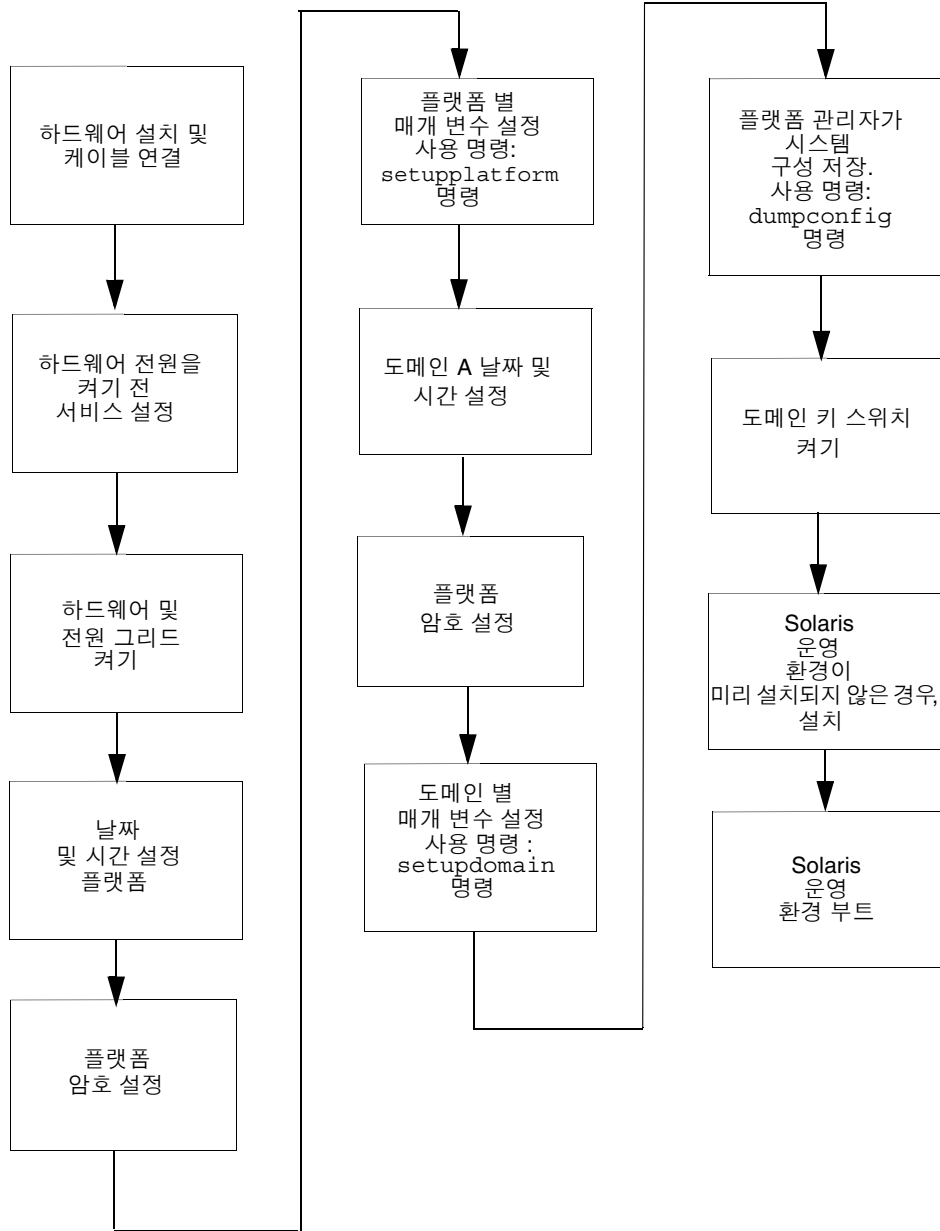 하드웨어 설치 및
케이블 연결
하드웨어 전원을
켜기 전
서비스 설정
하드웨어 및
전원 그리드
켜기
날짜
및 시간 설정
플랫폼
플랫폼
암호 설정
플랫폼 별
매개 변수 설정
사용 명령:
setupplatform
명령
도메인 A 날짜 및
시간 설정
플랫폼
암호 설정
도메인 별
매개 변수 설정
사용 명령 :
setupdomain
명령
플랫폼 관리자가
시스템
구성 저장.
사용 명령:
dumpconfig
명령
도메인 키 스위치
켜기
Solaris
운영
환경이
미리 설치되지 않은 경우,
설치
Solaris
운영
환경 부트